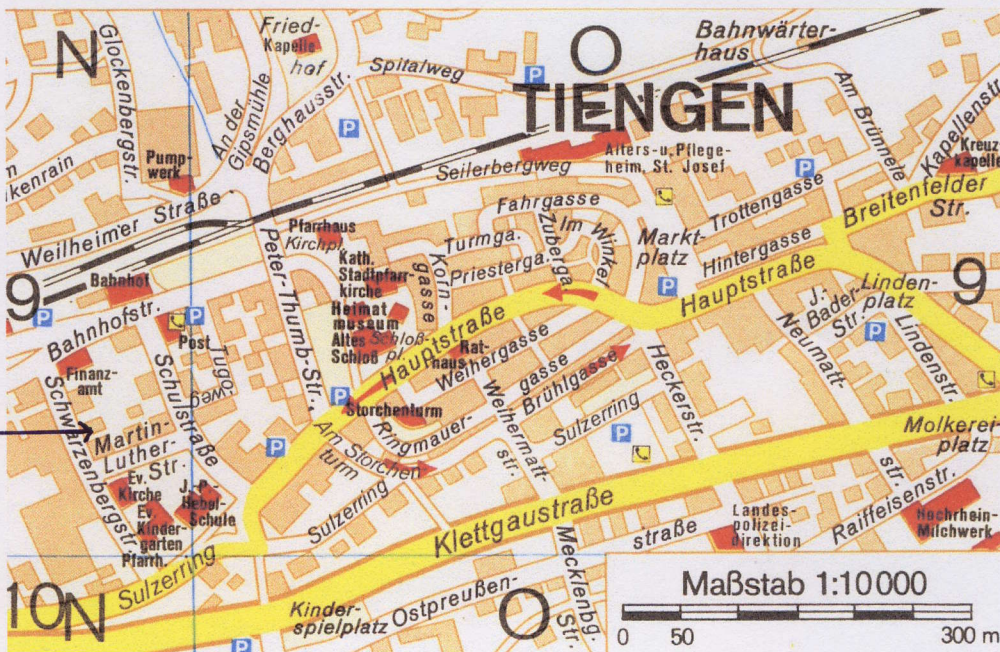 N
O
Fried-
Kapelle
hof
Glockenbergstr.
An der
Gipsmühle
Berghausstr.
Spitalweg
P
P
Bahnwärter-
haus
TIENGEN
Am Brünnele
Kapellenstr.
Kreuz
kapelle
Pump-
werk
kenrain
Weilheimer Straße
Seilerbergweg
Alters-u. Pflege-
heim, St. Josef
P
Breitenfelder
Str.
Fahrgasse
Im Winkel
Zuberga.
Trottengasse
Hintergasse
Markt-
platz
Pfarrhaus
Kirchpl.
Kath.
Stadtpfarr-
kirche
Turmga.
Priesterga.
Korn-
gasse
9
Bahnhof
Peter-Thumb-Str.
Heimat
museum
Altes
Schloß
Schloß-
pl.
Hauptstraße
P
Hauptstraße
J.-
Bader-
Str.
Linden-
platz
9
P
P
Bahnhofstr.
Post
Finanz-
amt
Schulstraße
Jugo.
weg
Rat-
haus
Weihergasse
gasse
Brühlgasse
Heckerstr.
Neumatt-
str.
Lindenstr.
P
P
Storchenturm
Ringmauer-
Weihermatt-
str.
Sulzerring
P
Molkerei-
platz
Schwarzenbergstr.
Martin-
Luther-
Str.
Am Storchen
turm
P
Ev.
Kirche
J.-P.-
Hebel-
Schule
Ev.
Kinder-
garten
Pfarrh.
Sulzerring
Klettgaustraße
Landes-
polizei-
direktion
Raiffeisenstr.
Hochrhein-
Milchwerk
Sulzerring
straße
Mecklenbg.
Str.
10
N
Kinder-
spielplatz
Ostpreußen-
O
P
Maßstab 1:10000
0 50 300 m